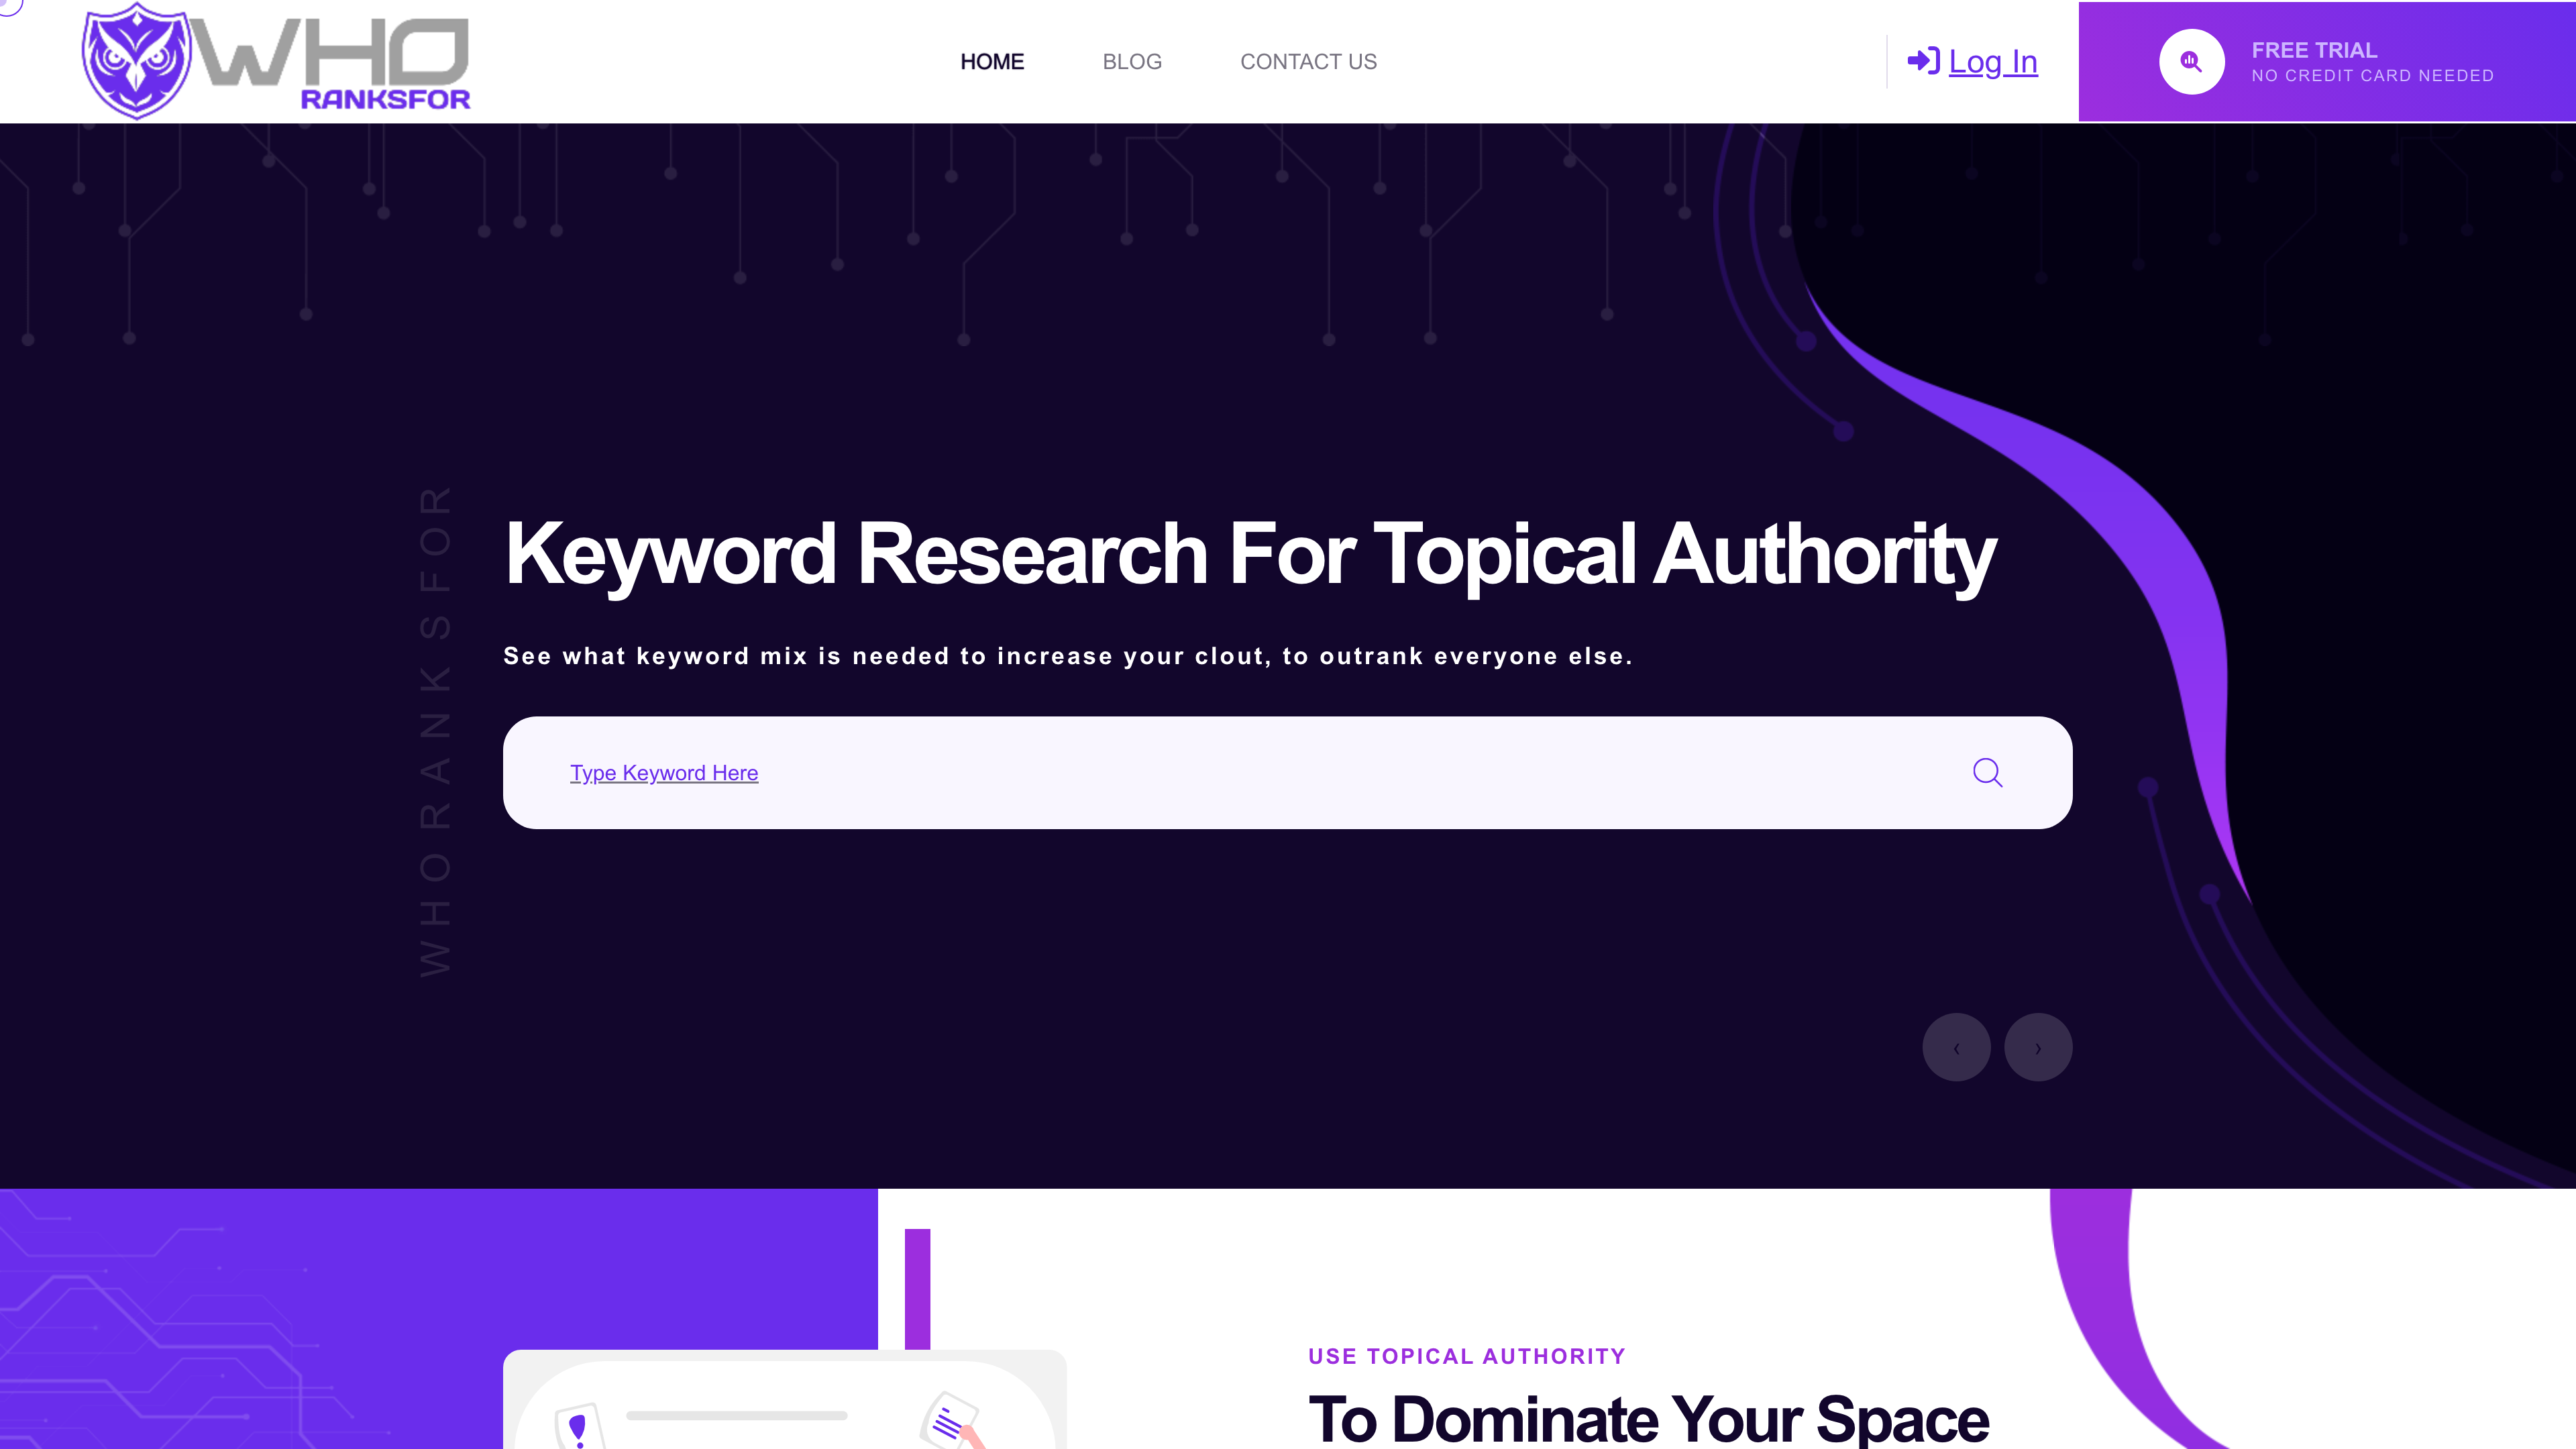 WHO
RANKSFOR
HOME
BLOG
CONTACT US
Log In
FREE TRIAL
NO CREDIT CARD NEEDED
WHORANKSFOR
Keyword Research For Topical Authority
See what keyword mix is needed to increase your clout, to outrank everyone else.
Type Keyword Here
‹
›
USE TOPICAL AUTHORITY
To Dominate Your Space